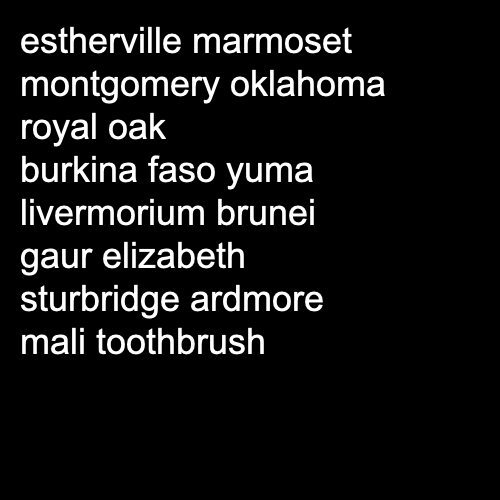 estherville marmoset
montgomery oklahoma
royal oak
burkina faso yuma
livermorium brunei
gaur elizabeth
sturbridge ardmore
mali toothbrush